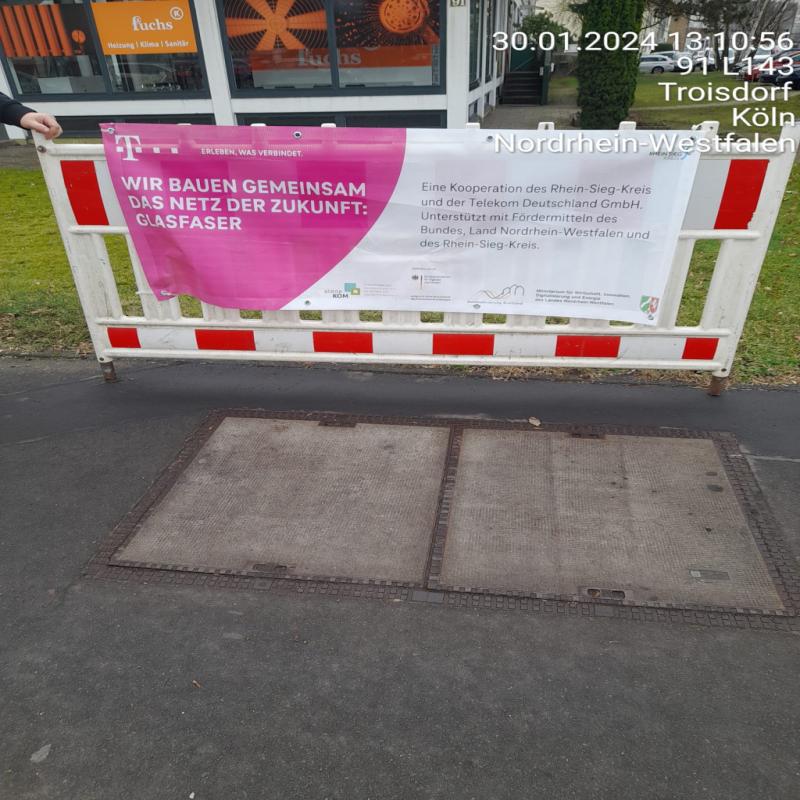 fuchs
Heizung | Klima | Sanitär
fuchs
91
30.01.2024 13:10:56
91 L143
Troisdorf
Köln
Nordrhein-Westfalen
T
ERLEBEN, WAS VERBINDET.
WIR BAUEN GEMEINSAM
DAS NETZ DER ZUKUNFT:
GLASFASER
Eine Kooperation des Rhein-Sieg-Kreis
und der Telekom Deutschland GmbH.
Unterstützt mit Fördermitteln des
Bundes, Land Nordrhein-Westfalen und
des Rhein-Sieg-Kreis.
KOM
Ministerium für Wirtschaft, Innovation,
Digitalisierung und Energie
des Landes Nordrhein-Westfalen